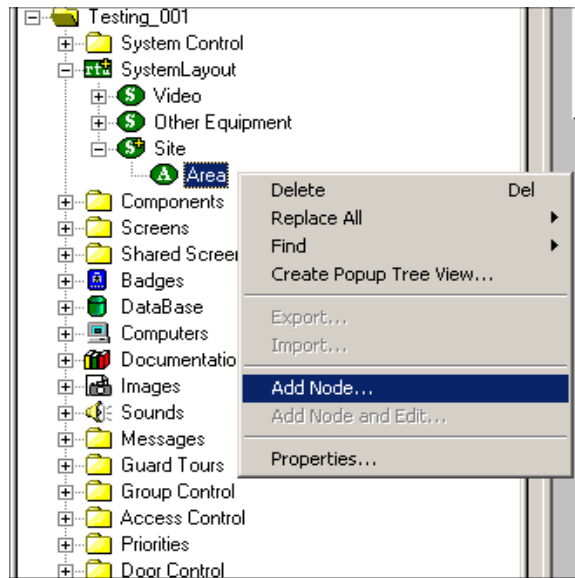 Testing_001
System Control
rtu SystemLayout
S Video
S Other Equipment
S Site
A Area
Components
Screens
Shared Screen
Badges
DataBase
Computers
Documentatio
Images
Sounds
Messages
Guard Tours
Group Control
Access Control
Priorities
Door Control
Delete Del
Replace All
Find
Create Popup Tree View...
Export...
Import...
Add Node...
Add Node and Edit...
Properties...